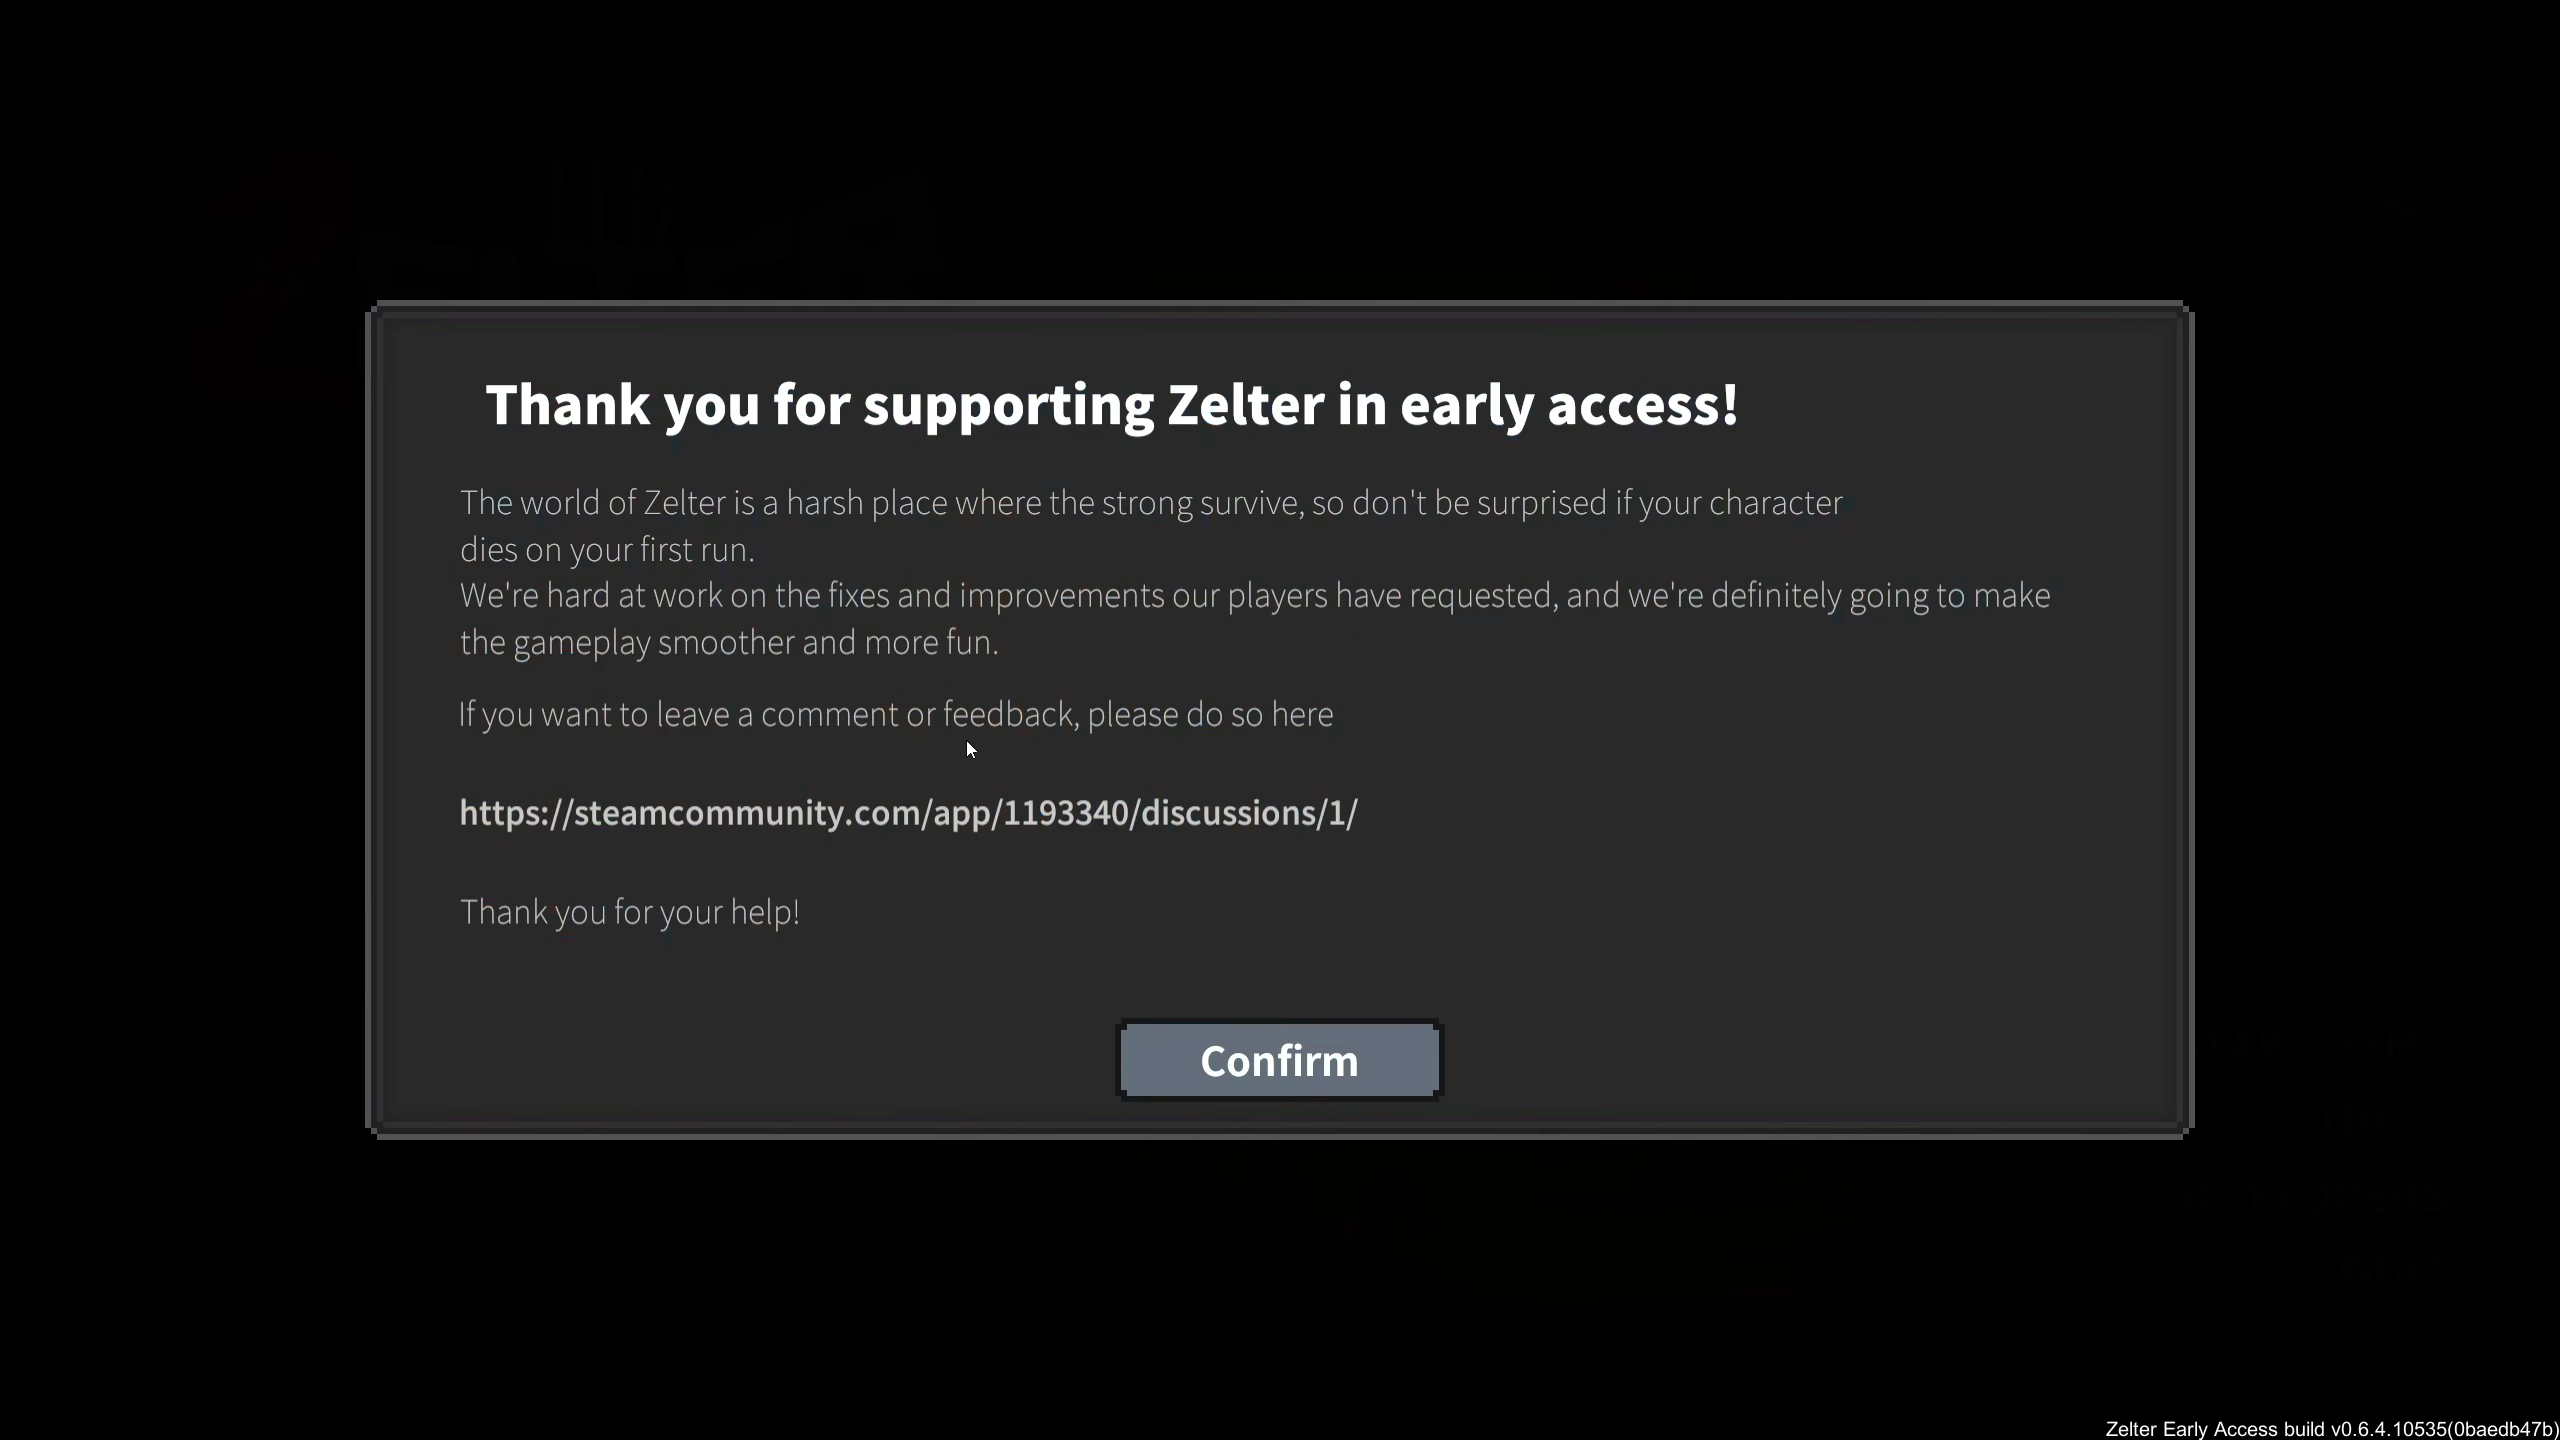 ZELTER
Thank you for supporting Zelter in early access!
The world of Zelter is a harsh place where the strong survive, so don't be surprised if your character
dies on your first run.
We're hard at work on the fixes and improvements our players have requested, and we're definitely going to make
the gameplay smoother and more fun.
If you want to leave a comment or feedback, please do so here
https://steamcommunity.com/app/1193340/discussions/1/
Thank you for your help!
Confirm
DEVELOPERS
QUIT
Zelter Early Access build v0.6.4.10535(0baedb47b)